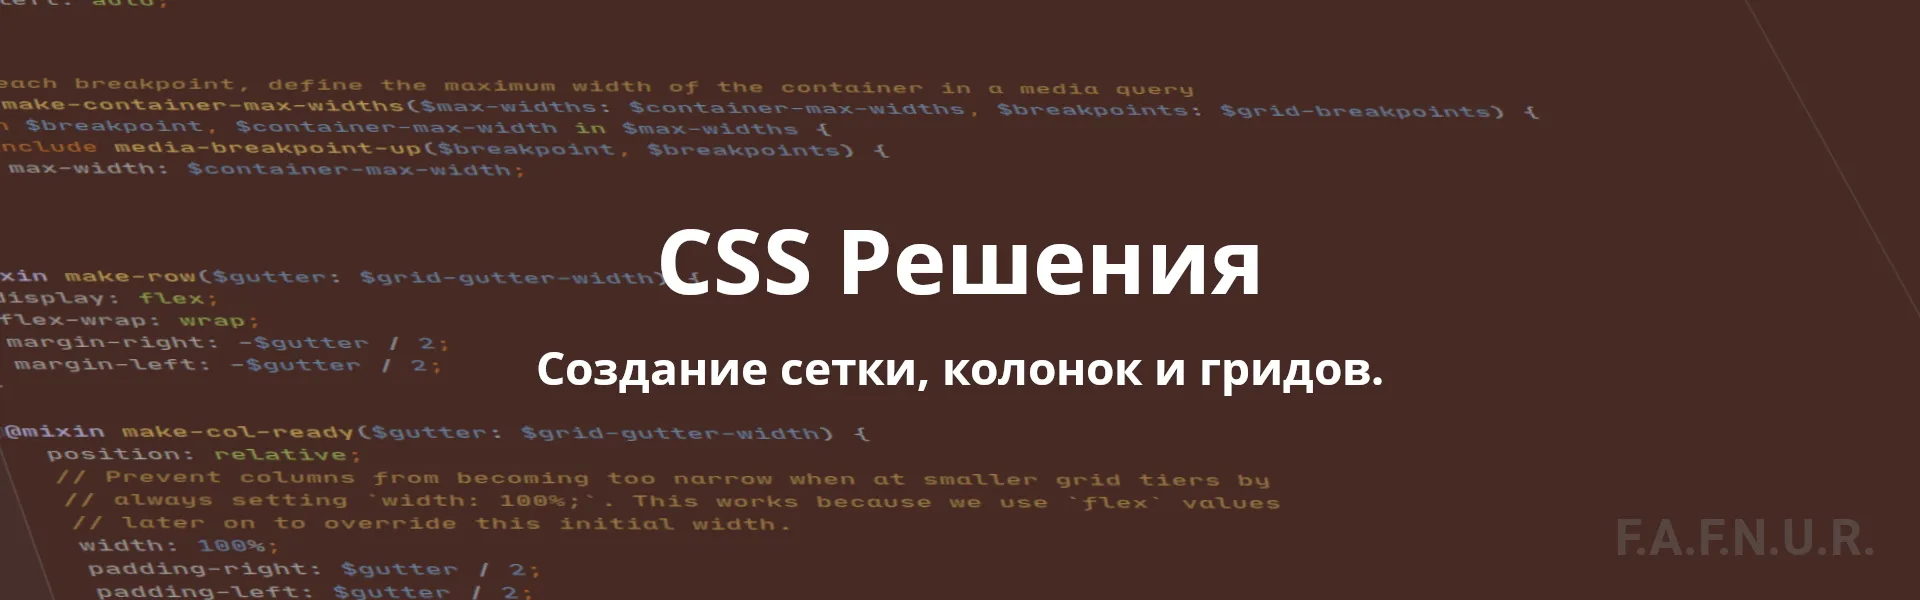 auto;
each breakpoint, define the maximum width of the container in a media query
make-container-max-widths($max-widths: $container-max-widths, $breakpoints: $grid-breakpoints) {
$breakpoint, $container-max-width in $max-widths {
include media-breakpoint-up($breakpoint, $breakpoints) {
max-width: $container-max-width;
CSS Решения
xin make-row($gutter: $grid-gutter-width) {
display: flex;
flex-wrap: wrap;
margin-right: -$gutter / 2;
margin-left: -$gutter / 2;
Создание сетки, колонок и гридов.
@mixin make-col-ready($gutter: $grid-gutter-width) {
position: relative;
// Prevent columns from becoming too narrow when at smaller grid tiers by
// always setting `width: 100%;`. This works because we use `flex` values
// later on to override this initial width.
width: 100%;
padding-right: $gutter / 2;
padding-left: $gutter / 2;
F.A.F.N.U.R.